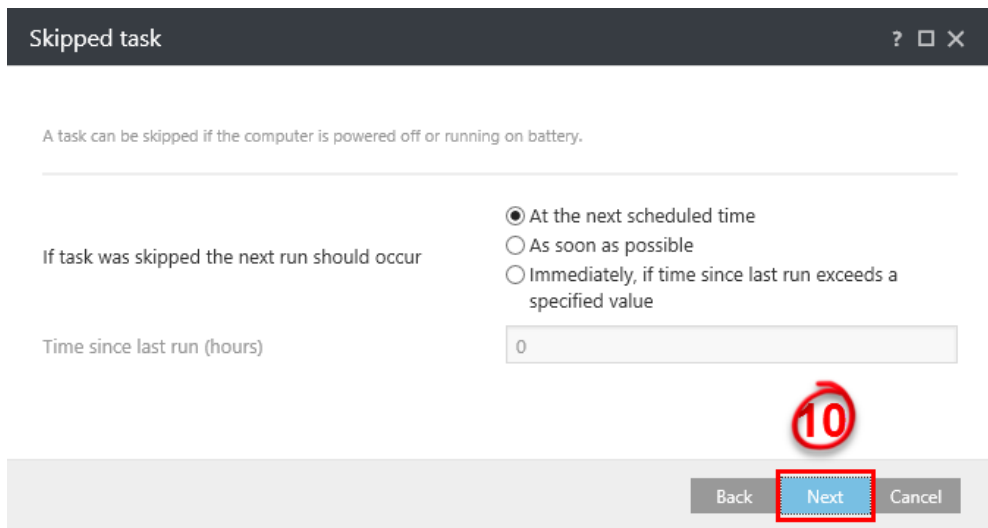 Skipped task ?
A task can be skipped if the computer is powered off or running on battery.
If task was skipped the next run should occur
At the next scheduled time
As soon as possible
Immediately, if time since last run exceeds a
specified value
Time since last run (hours)
0
10
Back Next Cancel